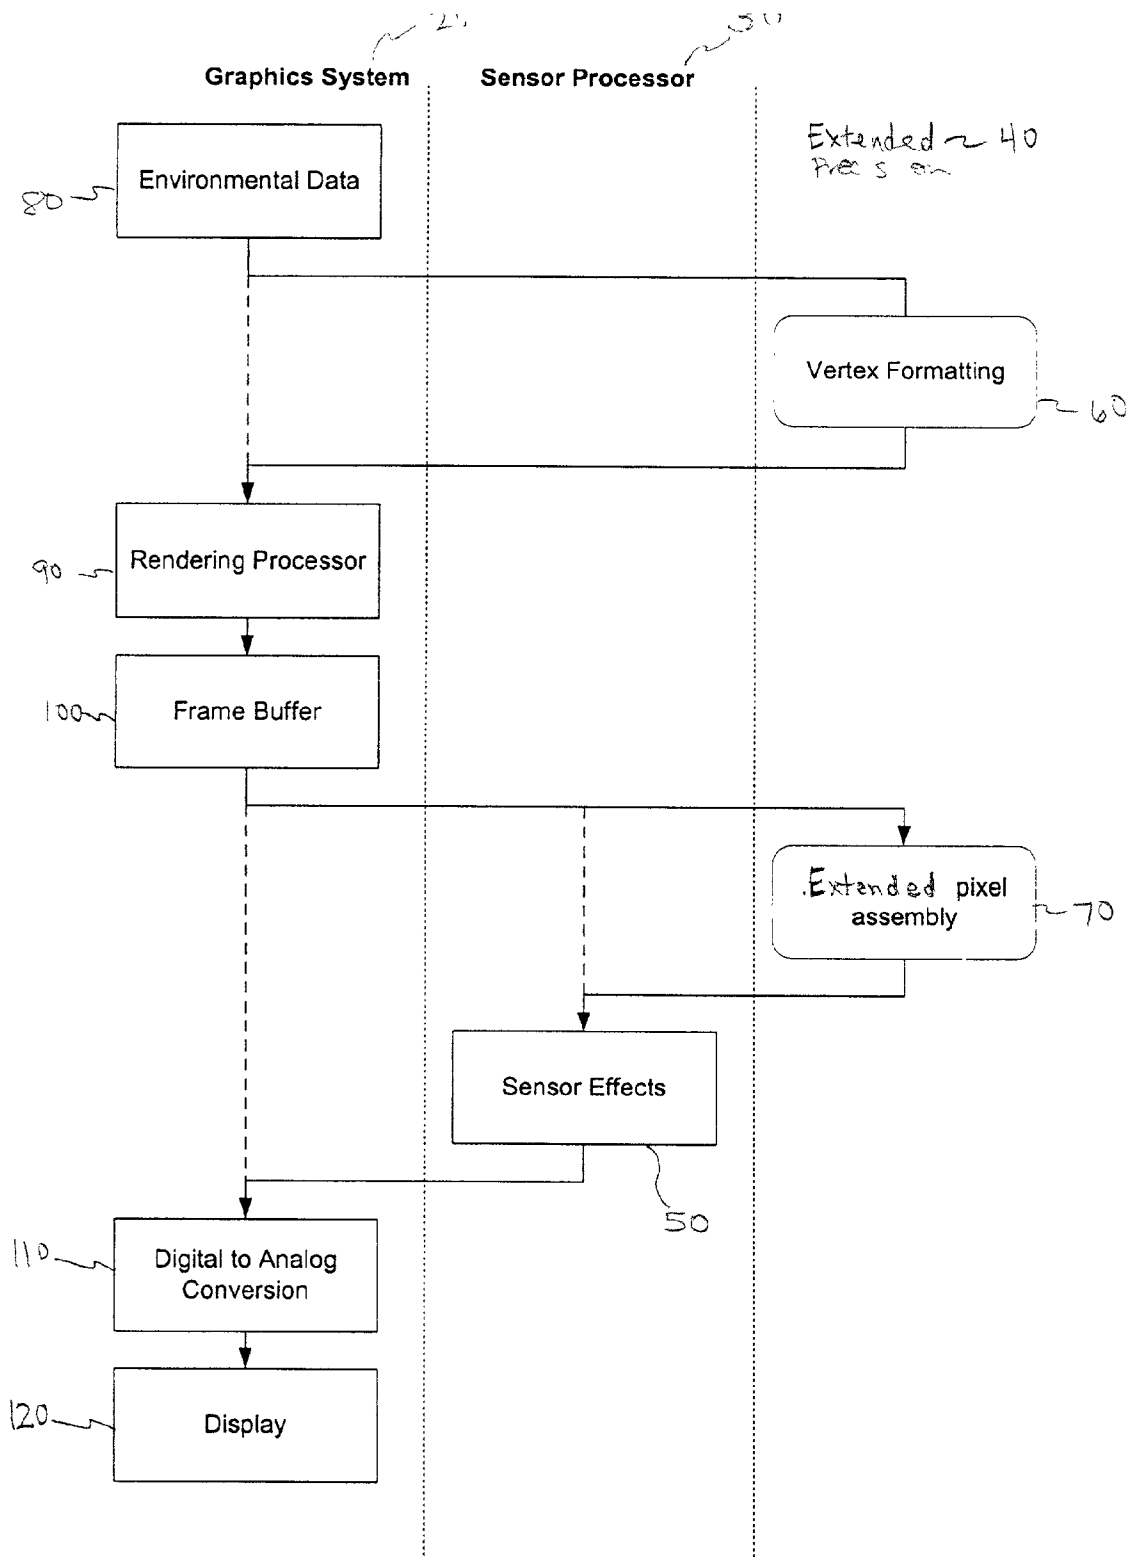 Graphics System
Sensor Processor
Extended 40
80
Environmental Data
Vertex Formatting
60
90
Rendering Processor
100
Frame Buffer
Extended pixel
assembly
70
Sensor Effects
50
110
Digital to Analog
Conversion
120
Display